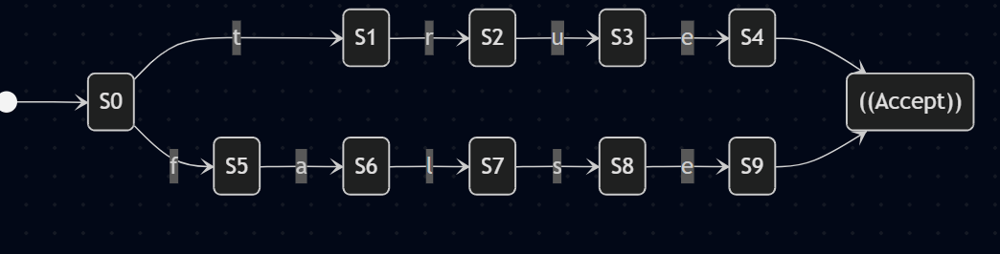 t S1 r S2 u S3 e S4
S0 ((Accept))
f S5 a S6 l S7 s S8 e S9